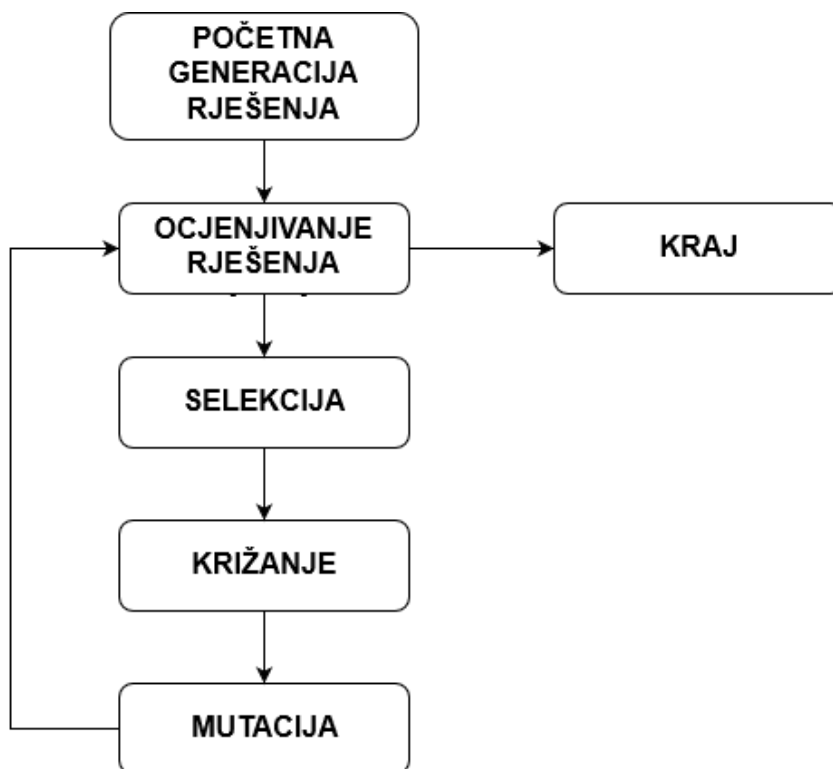 POČETNA
GENERACIJA
RJEŠENJA
OCJENJIVANJE
RJEŠENJA
KRAJ
SELEKCIJA
KRIŽANJE
MUTACIJA